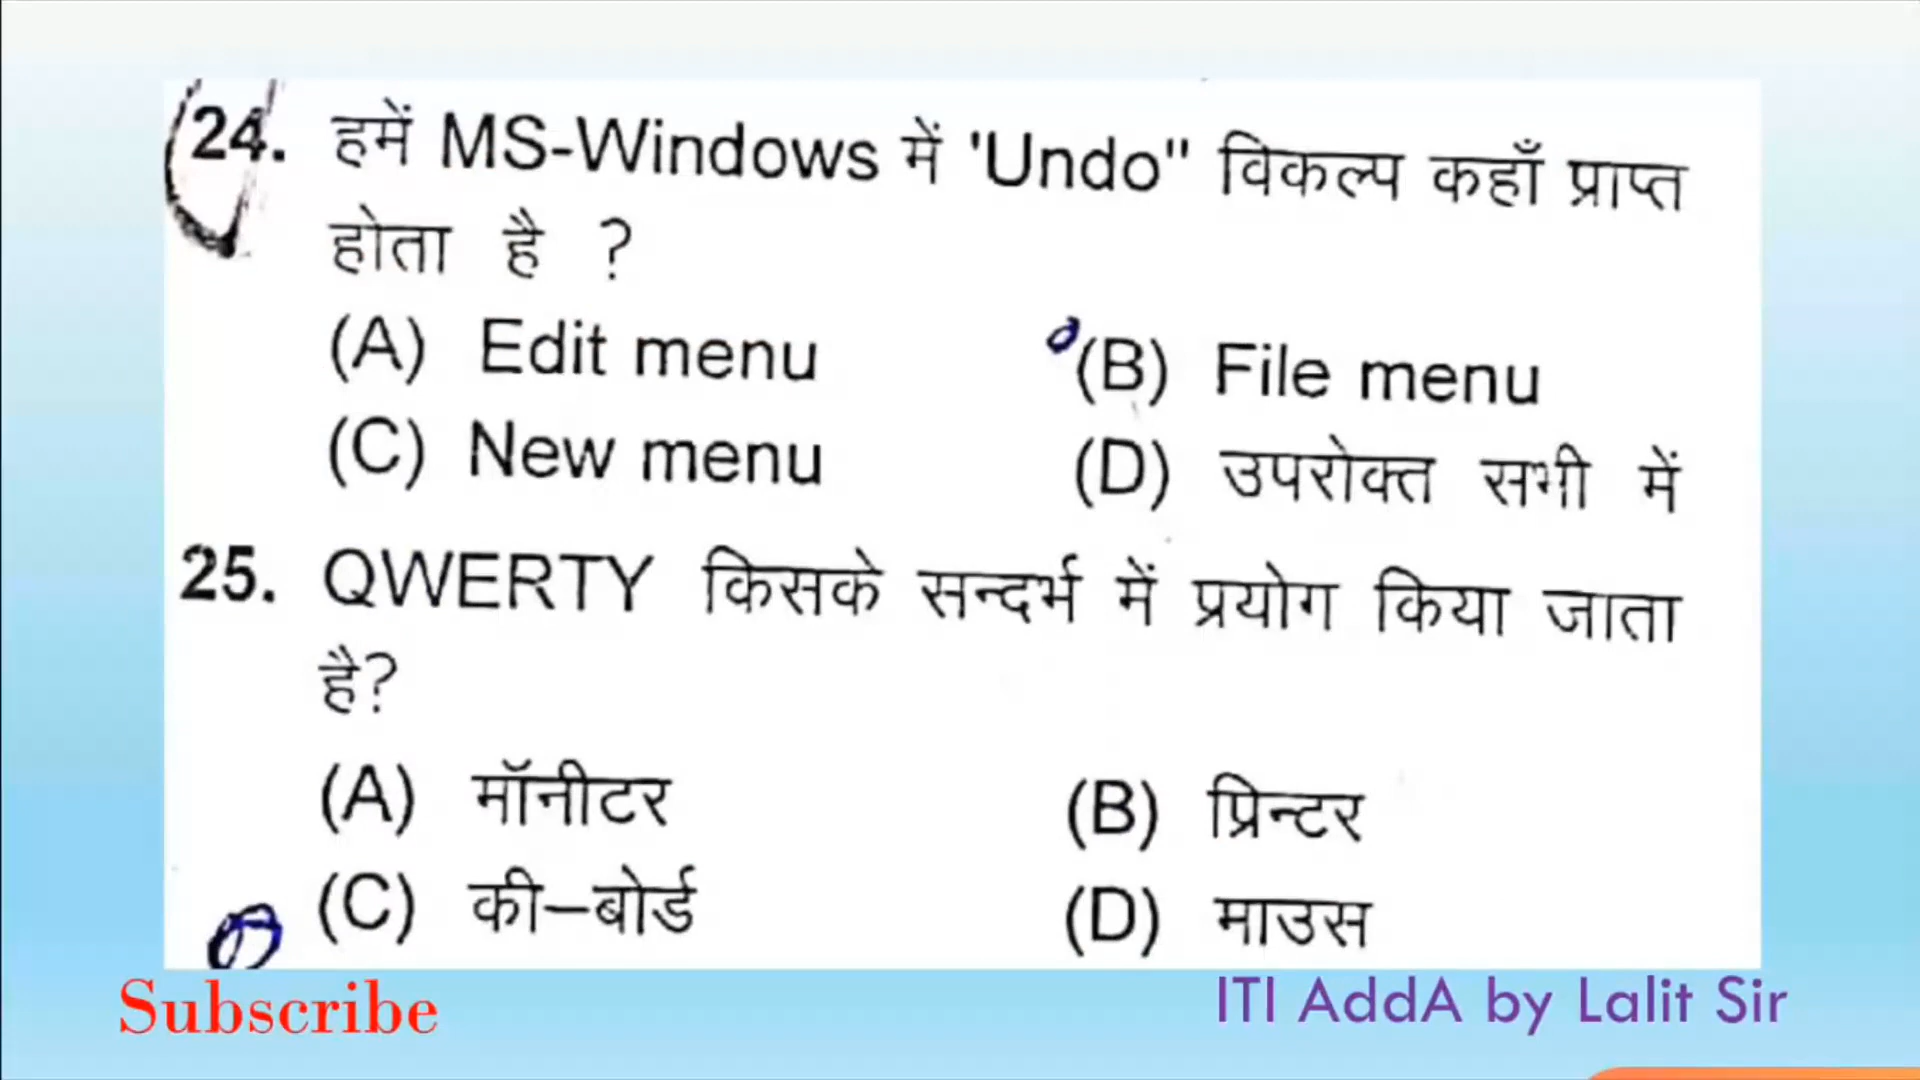 24. हमें MS-Windows में 'Undo" विकल्प कहाँ प्राप्त
होता है ?
(A) Edit menu (B) File menu
(C) New menu (D) उपरोक्त सभी में
25. QWERTY किसके सन्दर्भ में प्रयोग किया जाता
है?
(A) मॉनीटर (B) प्रिन्टर
(C) की–बोर्ड (D) माउस
Subscribe ITI AddA by Lalit Sir